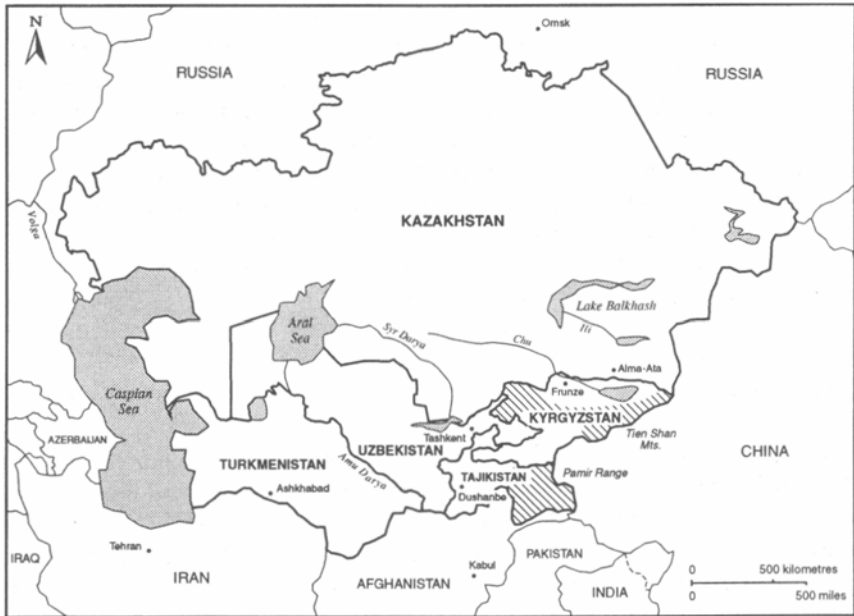 N
Omsk
RUSSIA
RUSSIA
KAZAKHSTAN
Volga
Aral
Sea
Syr Darya
Chu
Lake Balkhash
Ili
Alma-Ata
Frunze
Caspian
Sea
KYRGYZSTAN
Tashkent
Tien Shan
Mts.
AZERBAIJAN
UZBEKISTAN
TURKMENISTAN
Amu Darya
CHINA
Pamir Range
TAJIKISTAN
Ashkhabad
Dushanbe
Tehran
IRAQ
IRAN
AFGHANISTAN
Kabul
PAKISTAN
INDIA
0 500 kilometres
0 500 miles